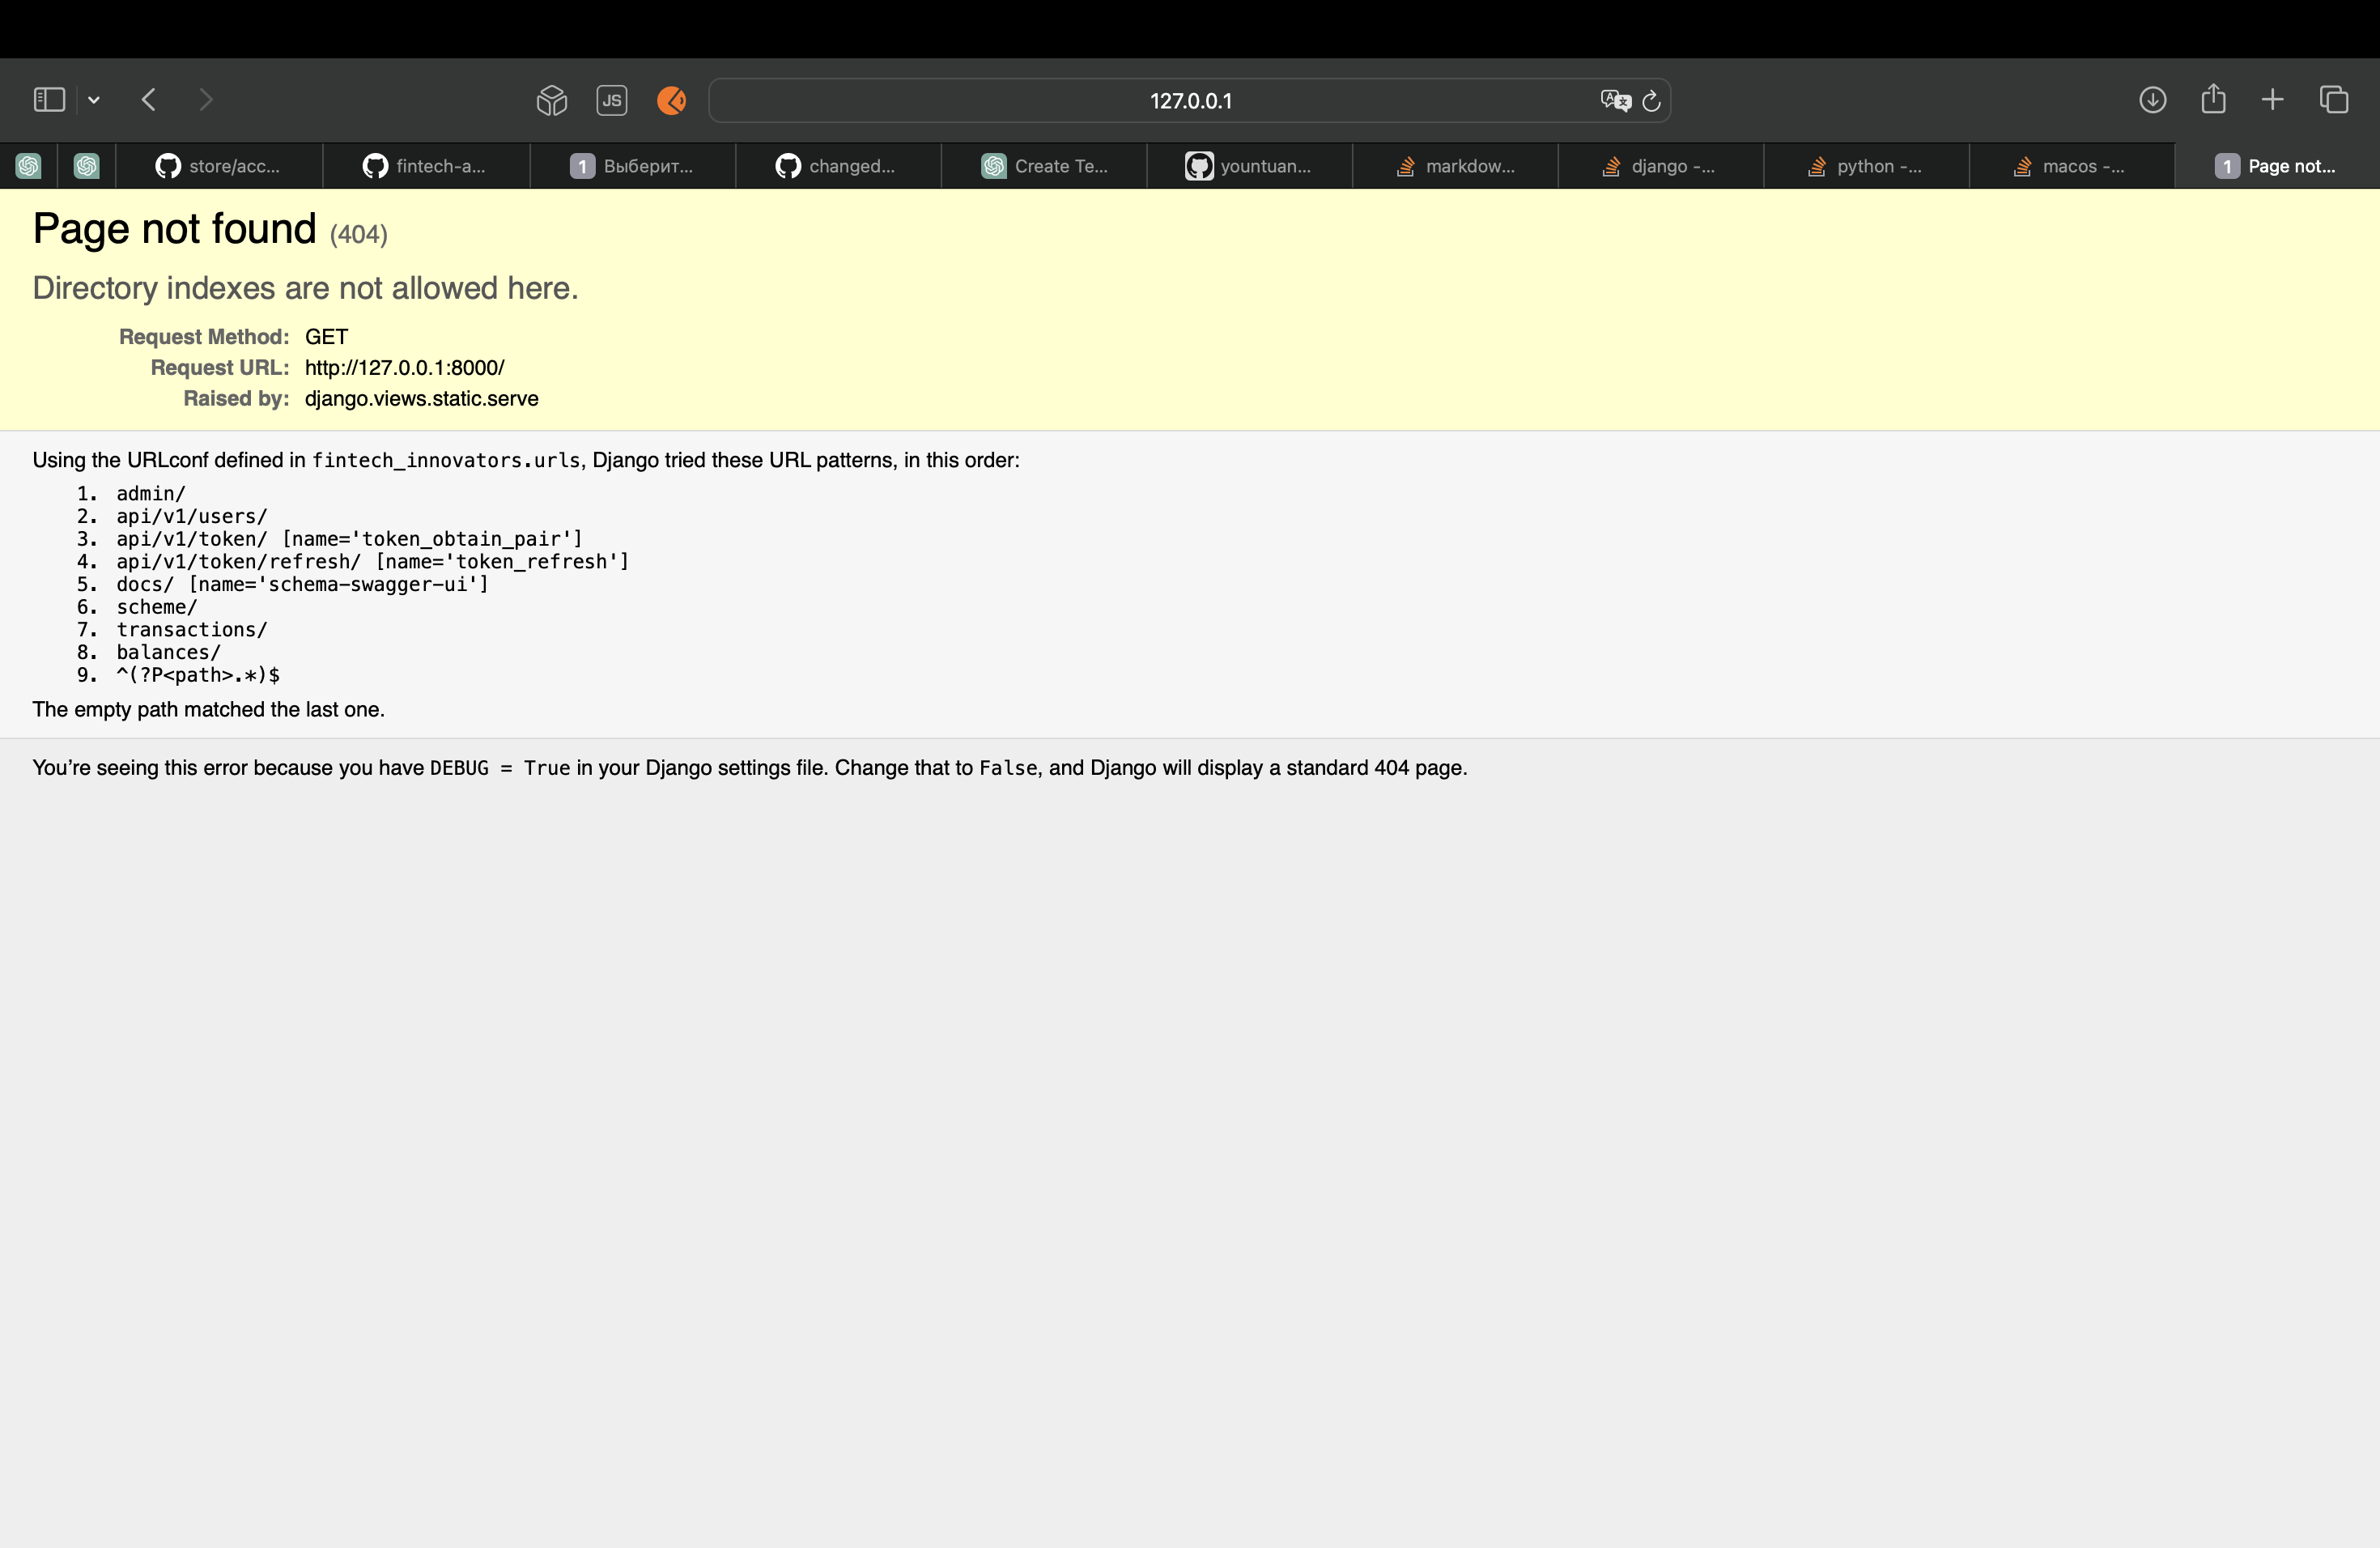 JS
127.0.0.1
store/acc...
fintech-a...
1 Выберит...
changed...
Create Te...
yountuan...
markdow...
django -...
python -...
macos -...
1 Page not...
Page not found (404)
Directory indexes are not allowed here.
Request Method: GET
Request URL: http://127.0.0.1:8000/
Raised by: django.views.static.serve
Using the URLconf defined in fintech_innovators.urls, Django tried these URL patterns, in this order:
1. admin/
2. api/v1/users/
3. api/v1/token/ [name='token_obtain_pair']
4. api/v1/token/refresh/ [name='token_refresh']
5. docs/ [name='schema-swagger-ui']
6. scheme/
7. transactions/
8. balances/
9. ^(?P<path>.*)$
The empty path matched the last one.
You’re seeing this error because you have DEBUG = True in your Django settings file. Change that to False, and Django will display a standard 404 page.